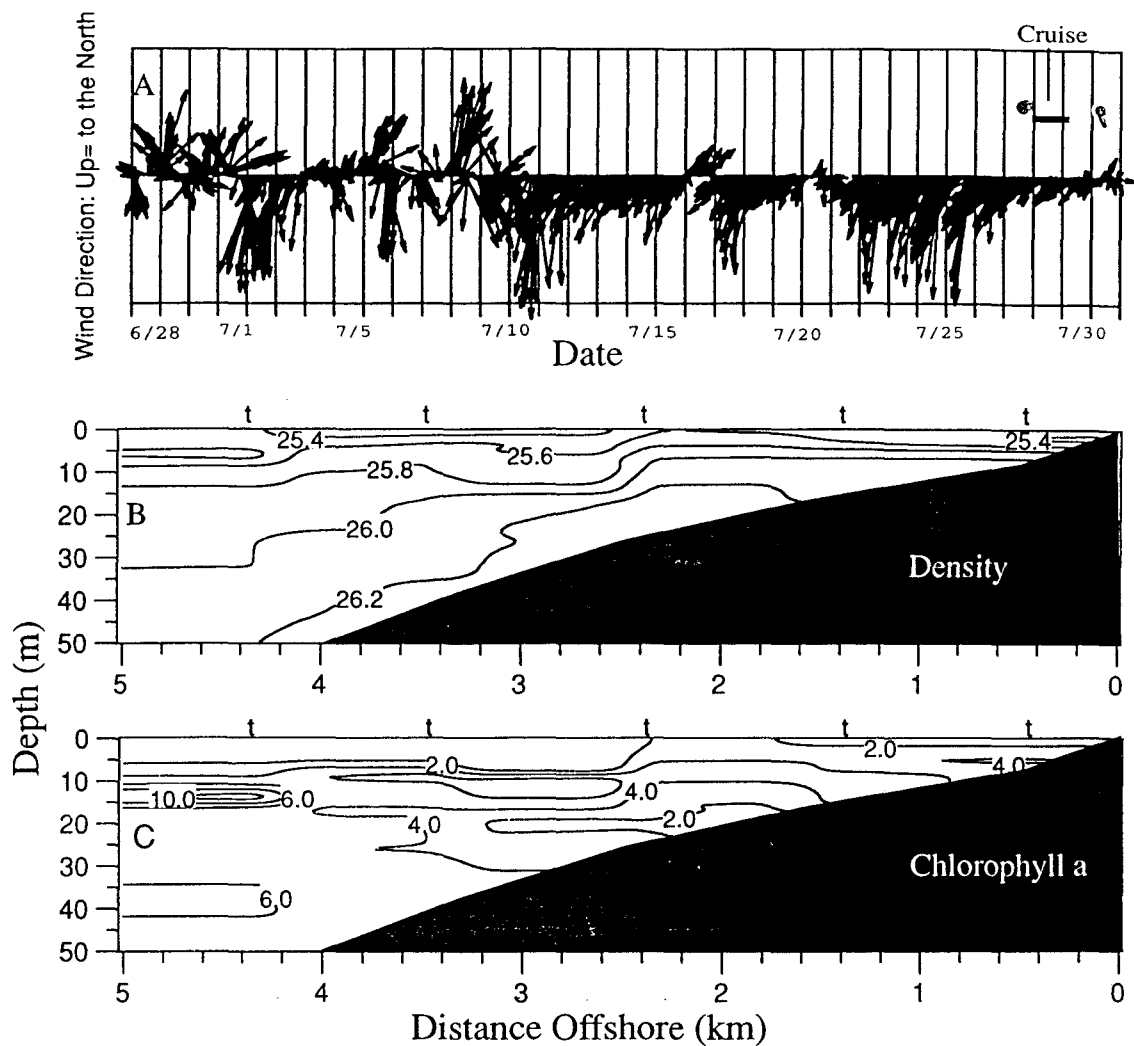 Cruise
A
Wind Direction: Up= to the North
6/28 7/1 7/5 7/10 7/15 7/20 7/25 7/30
Date
t t t t t
0
10
20
30
40
50
25.4
25.6
25.4
25.8
26.0
26.2
B
Density
5 4 3 2 1 0
Depth (m)
t t t t t
0
10
20
30
40
50
2.0
2.0
4.0
10.0
6.0
4.0
4.0
2.0
6.0
C
Chlorophyll a
5 4 3 2 1 0
Distance Offshore (km)